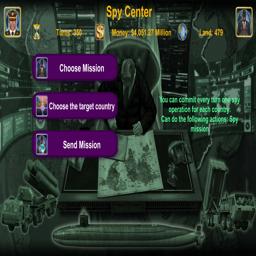 Spy Center
Turns: 350
Money: $4,051.27 Million
Land: 479
Choose Mission
Choose the target country
Send Mission
You can commit every turn one spy
operation for each country.
Can do the following actions: Spy
mission